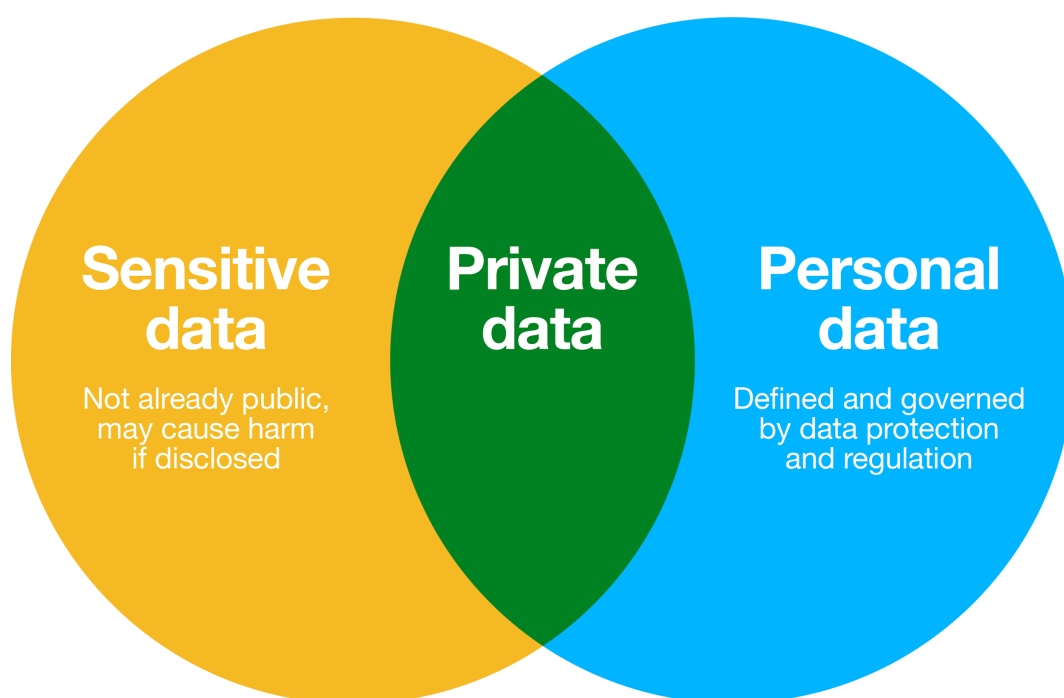 Sensitive
data
Not already public,
may cause harm
if disclosed
Private
data
Personal
data
Defined and governed
by data protection
and regulation